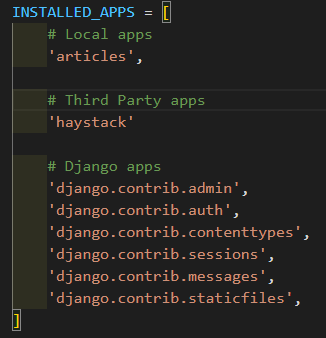 INSTALLED_APPS = [
    # Local apps
    'articles',

    # Third Party apps
    'haystack'

    # Django apps
    'django.contrib.admin',
    'django.contrib.auth',
    'django.contrib.contenttypes',
    'django.contrib.sessions',
    'django.contrib.messages',
    'django.contrib.staticfiles',
]